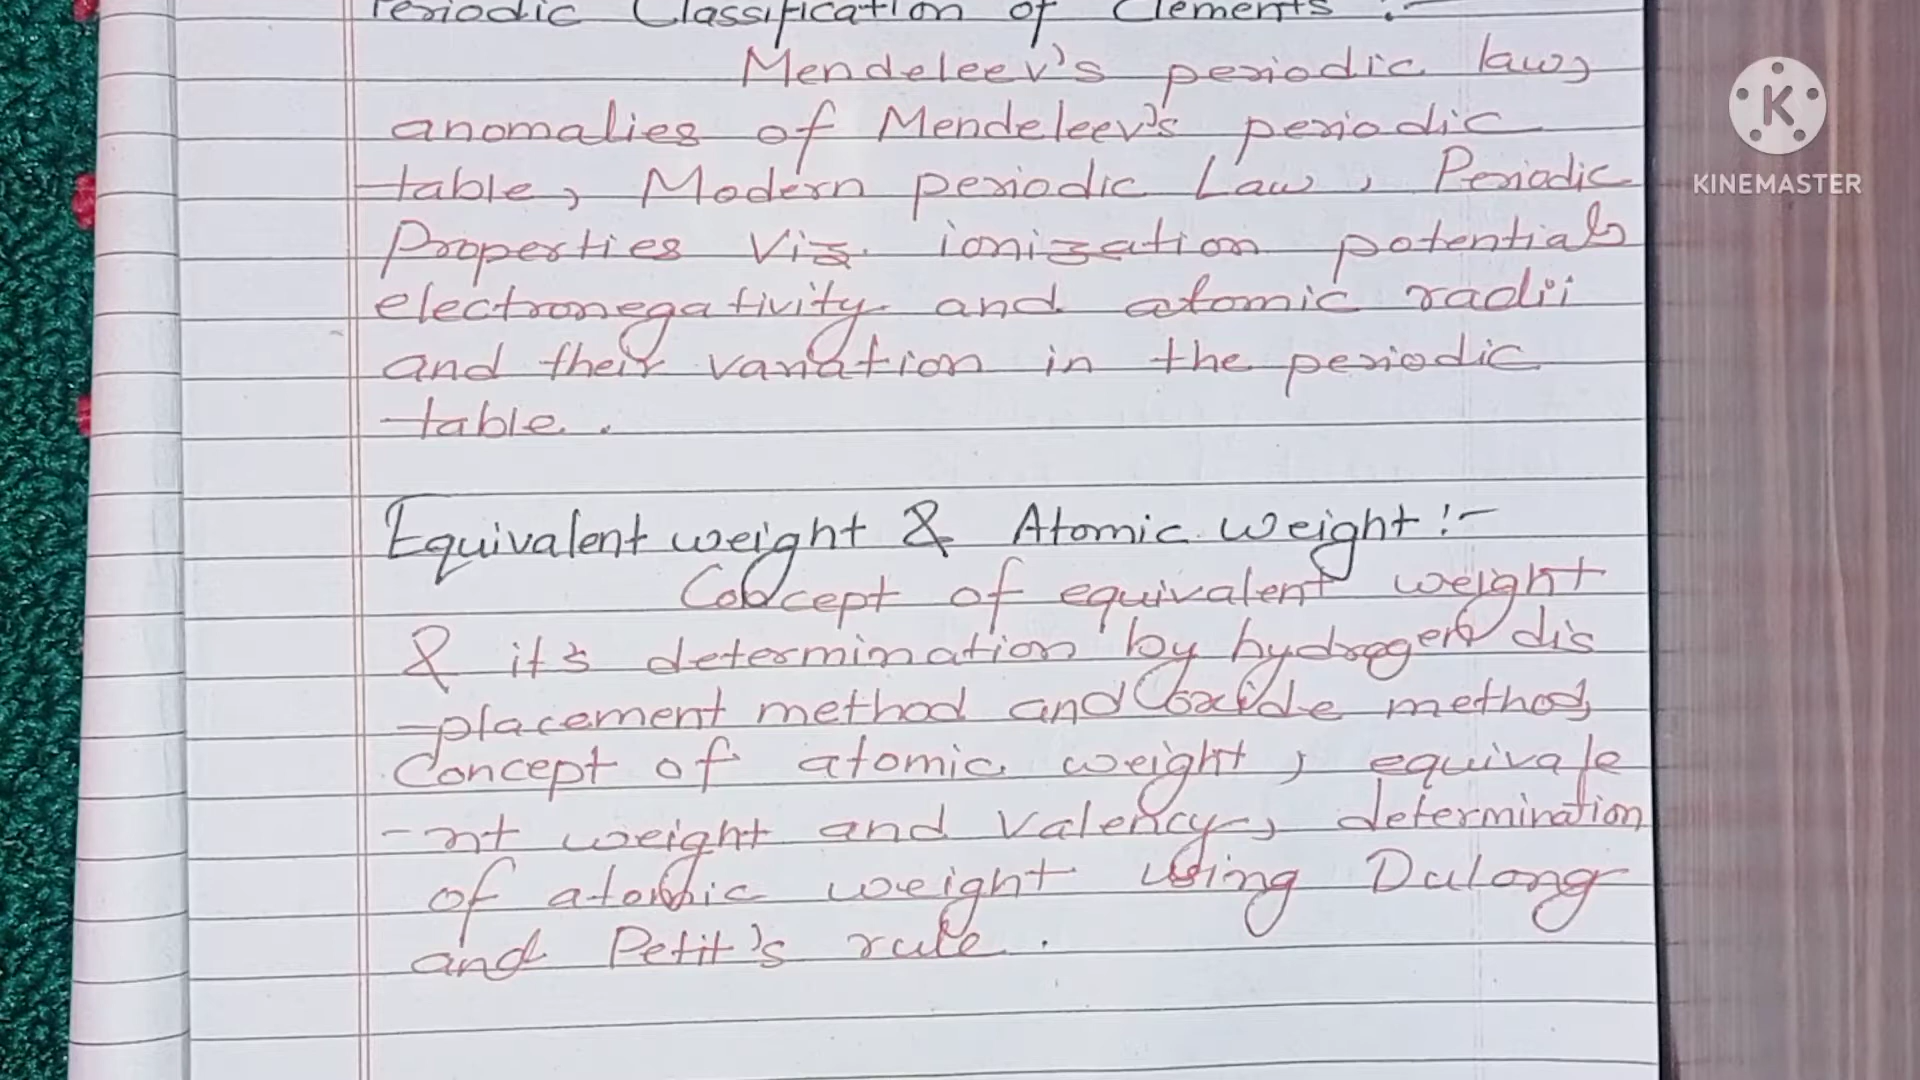 Periodic Classification of Elements :-
Mendeleev's periodic law,
anomalies of Mendeleev's periodic
table, Modern periodic Law, Periodic
Properties viz. ionization potentials
electronegativity and atomic radii
and their variation in the periodic
table.
Equivalent weight & Atomic weight :-
Cobcept of equivalent weight
& it's determination by hydrogen dis
-placement method and oxide method,
Concept of atomic weight, equivale
-nt weight and valency, determination
of atomic weight using Dulong
and Petit's rule.
K
KINEMASTER